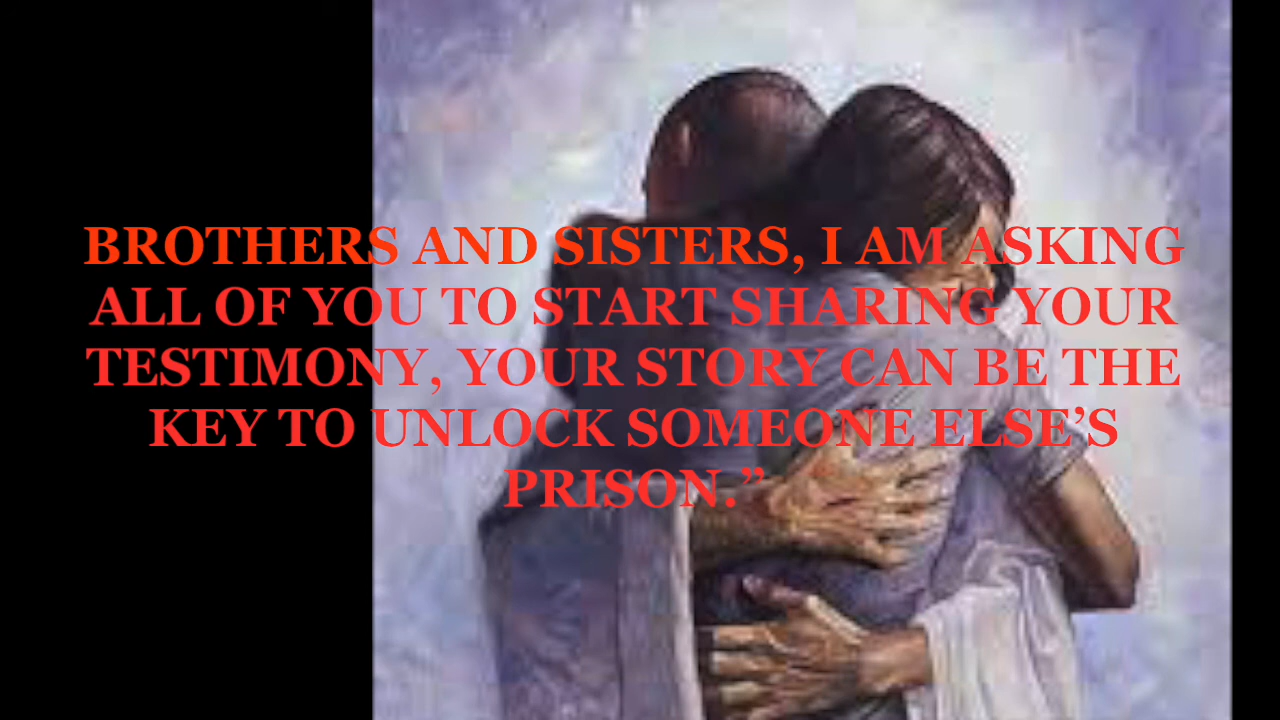 BROTHERS AND SISTERS, I AM ASKING
ALL OF YOU TO START SHARING YOUR
TESTIMONY, YOUR STORY CAN BE THE
KEY TO UNLOCK SOMEONE ELSE’S
PRISON.”